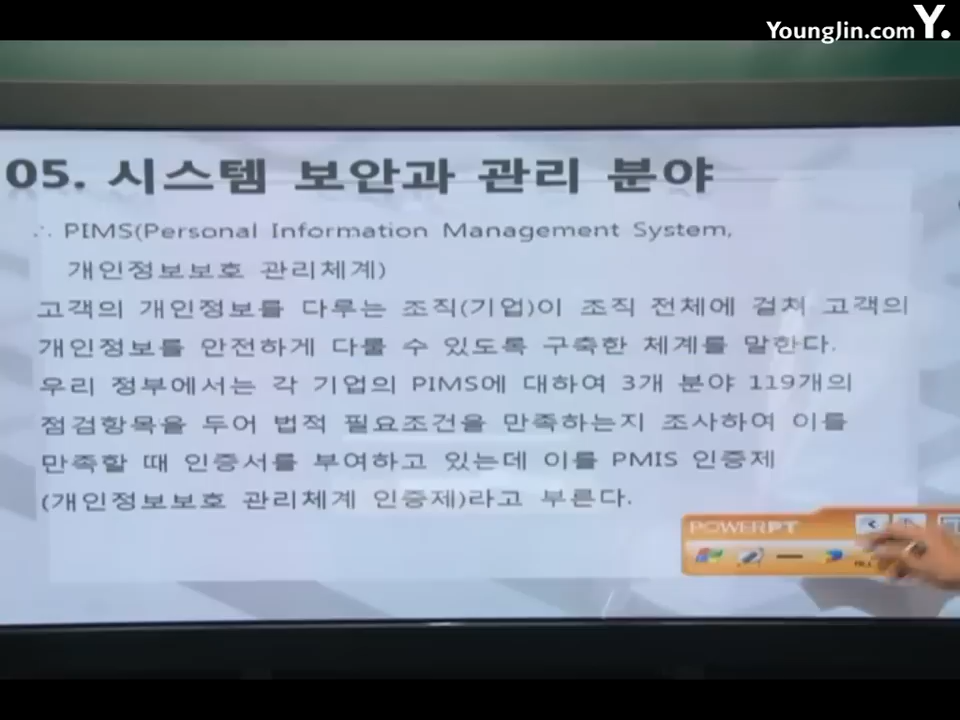 YoungJin.com Y.
05. 시스템 보안과 관리 분야
∴ PIMS(Personal Information Management System,
개인정보보호 관리체계)
고객의 개인정보를 다루는 조직(기업)이 조직 전체에 걸쳐 고객의
개인정보를 안전하게 다룰 수 있도록 구축한 체계를 말한다.
우리 정부에서는 각 기업의 PIMS에 대하여 3개 분야 119개의
점검항목을 두어 법적 필요조건을 만족하는지 조사하여 이를
만족할 때 인증서를 부여하고 있는데 이를 PMIS 인증제
(개인정보보호 관리체계 인증제)라고 부른다.
POWERPT